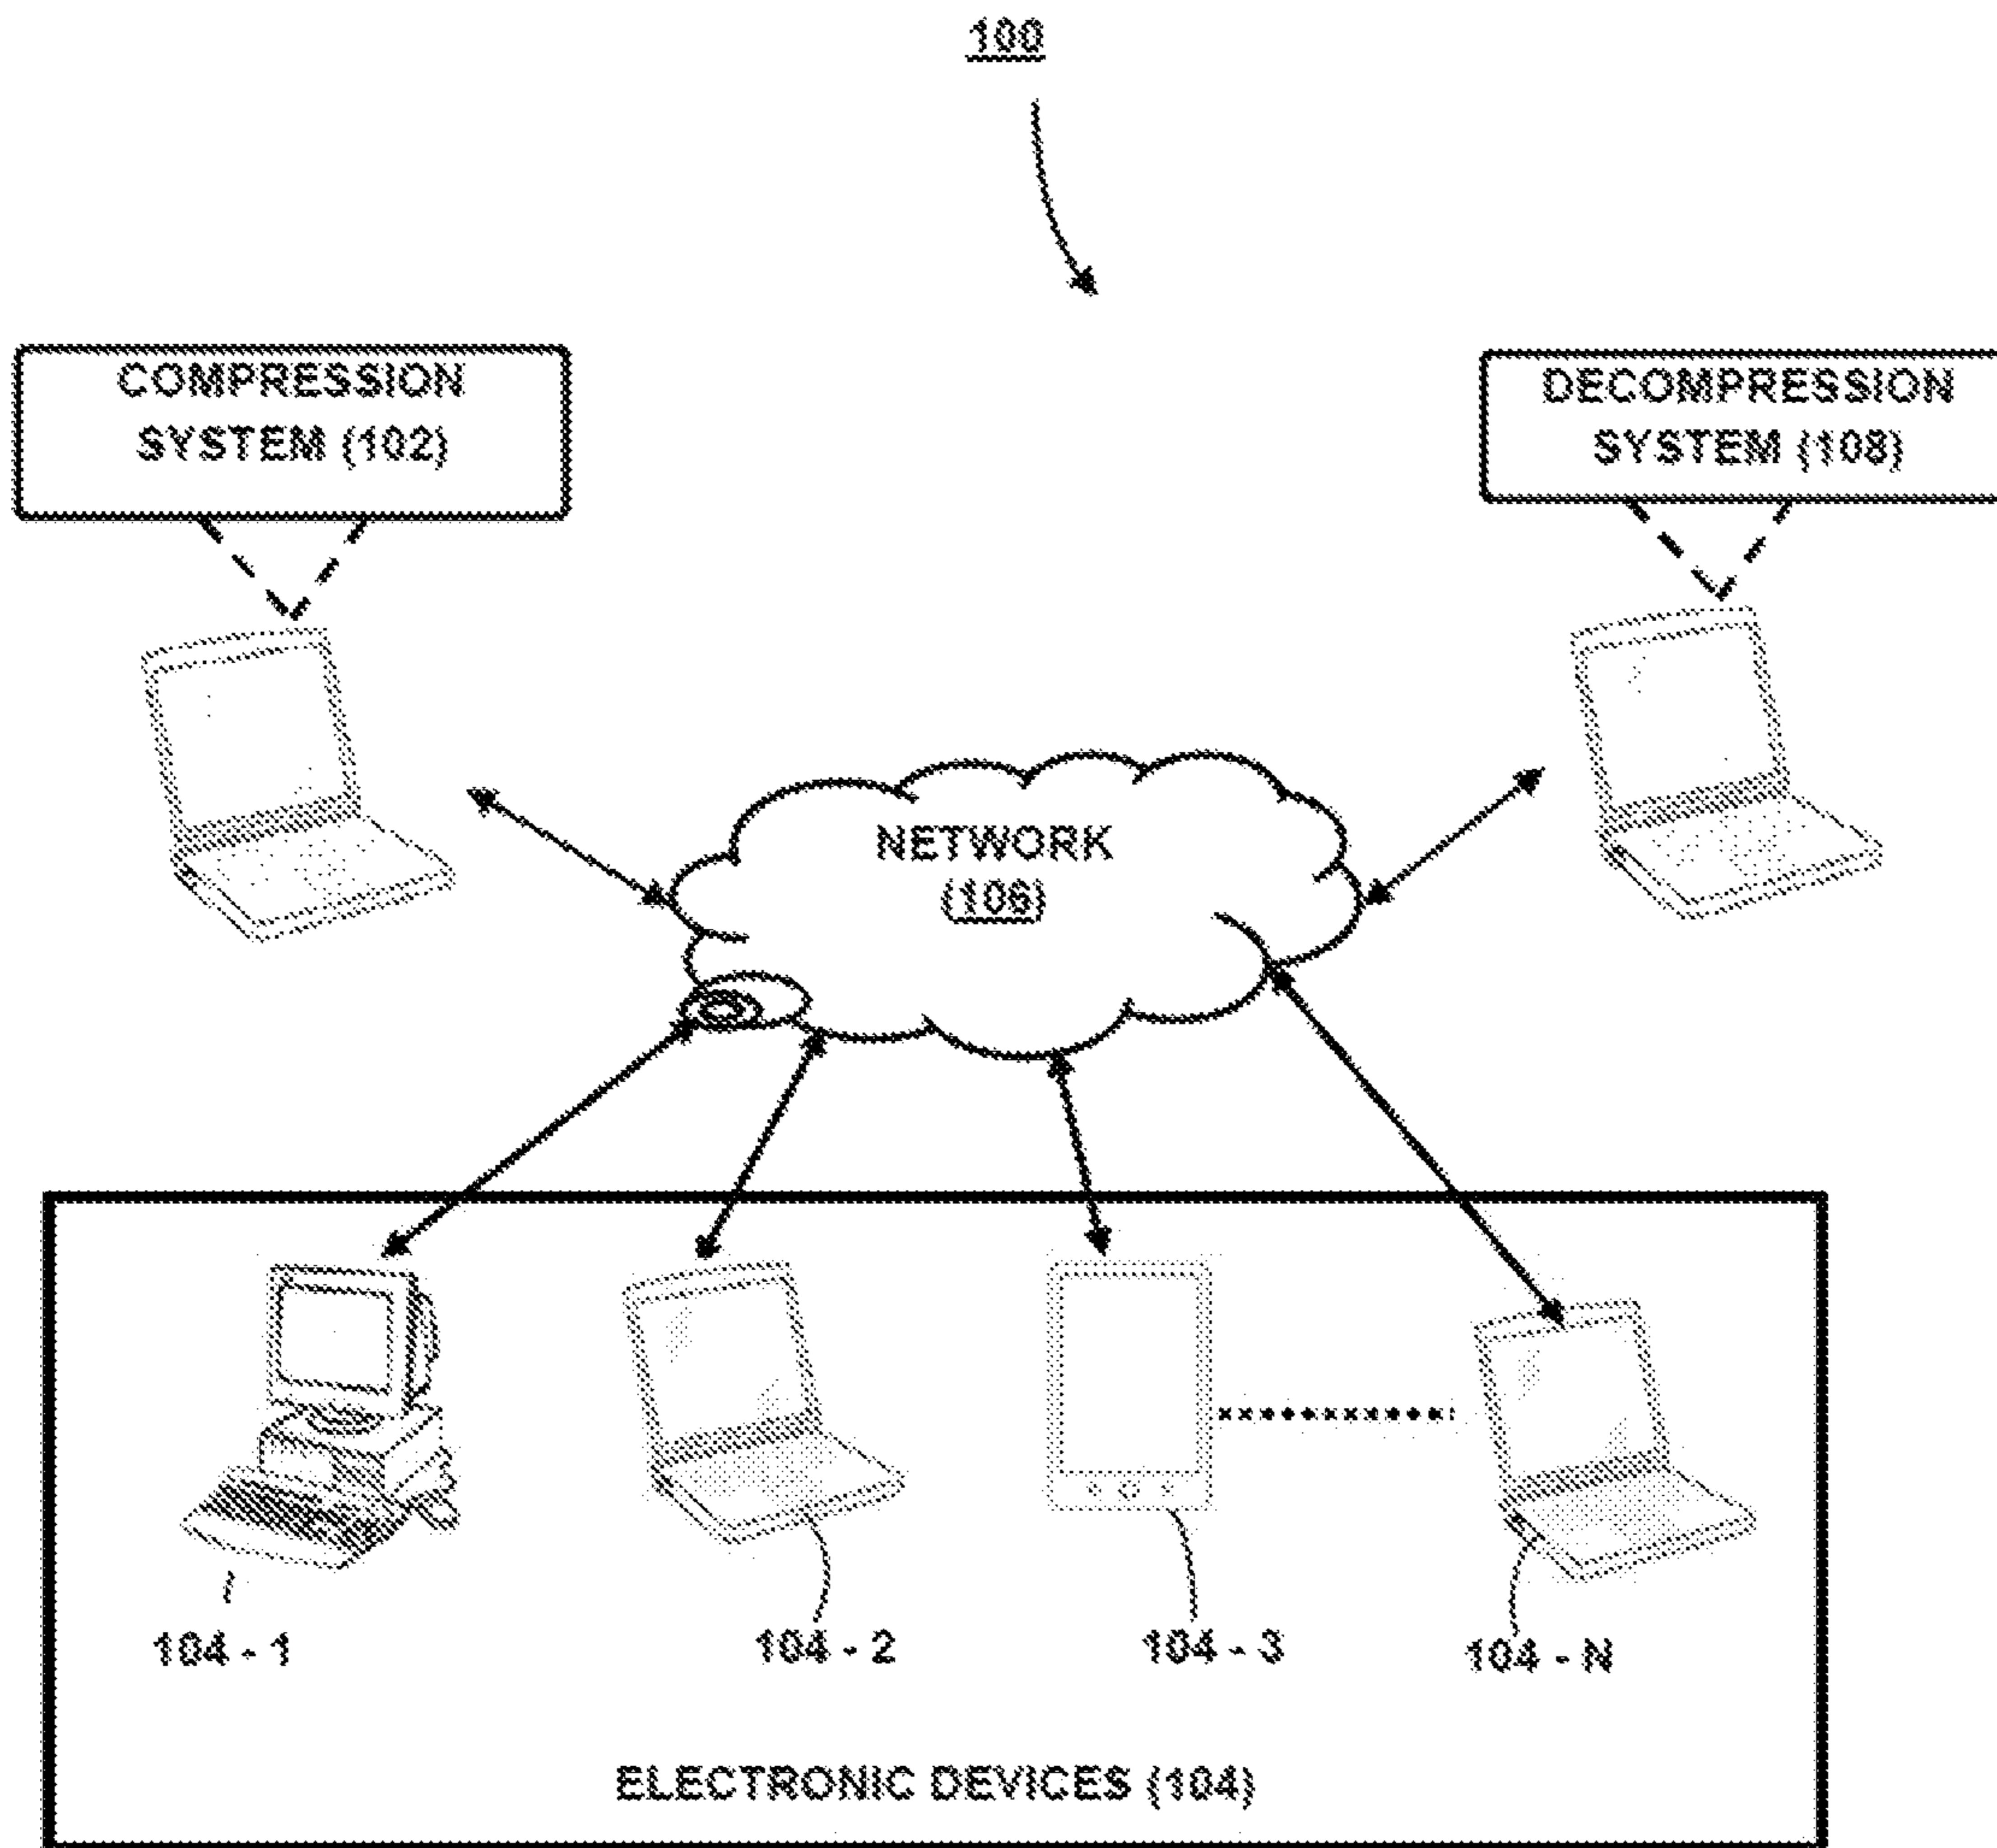 100
COMPRESSION
SYSTEM (102)
DECOMPRESSION
SYSTEM (108)
NETWORK
(106)
104 - 1
104 - 2
104 - 3
104 - N
ELECTRONIC DEVICES (104)